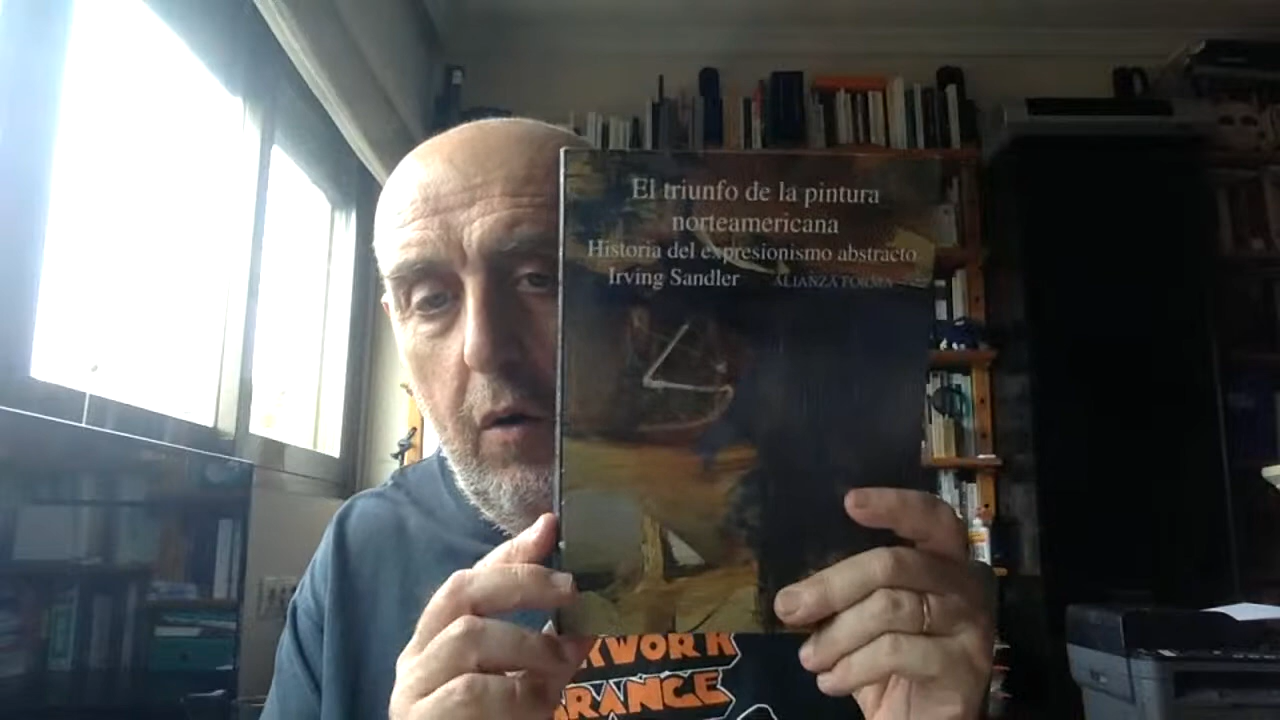 El triunfo de la pintura
norteamericana
Historia del expresionismo abstracto
Irving Sandler ALIANZA FORMA
KWORK
RANGE